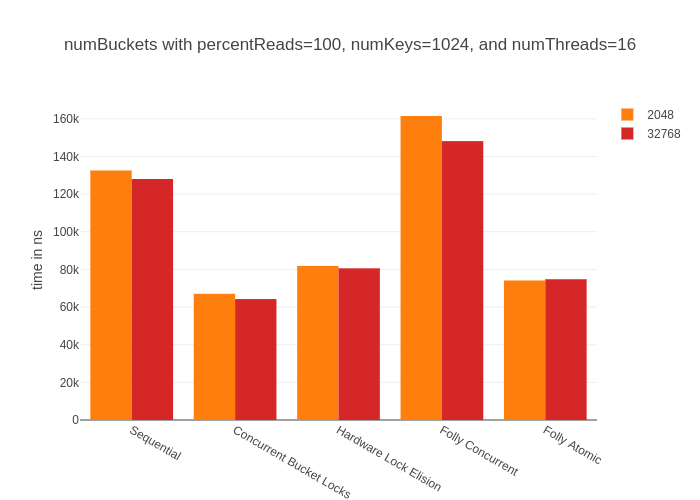 numBuckets with percentReads=100, numKeys=1024, and numThreads=16
2048
32768
time in ns
160k
140k
120k
100k
80k
60k
40k
20k
0
Sequential
Concurrent Bucket Locks
Hardware Lock Elision
Folly Concurrent
Folly Atomic